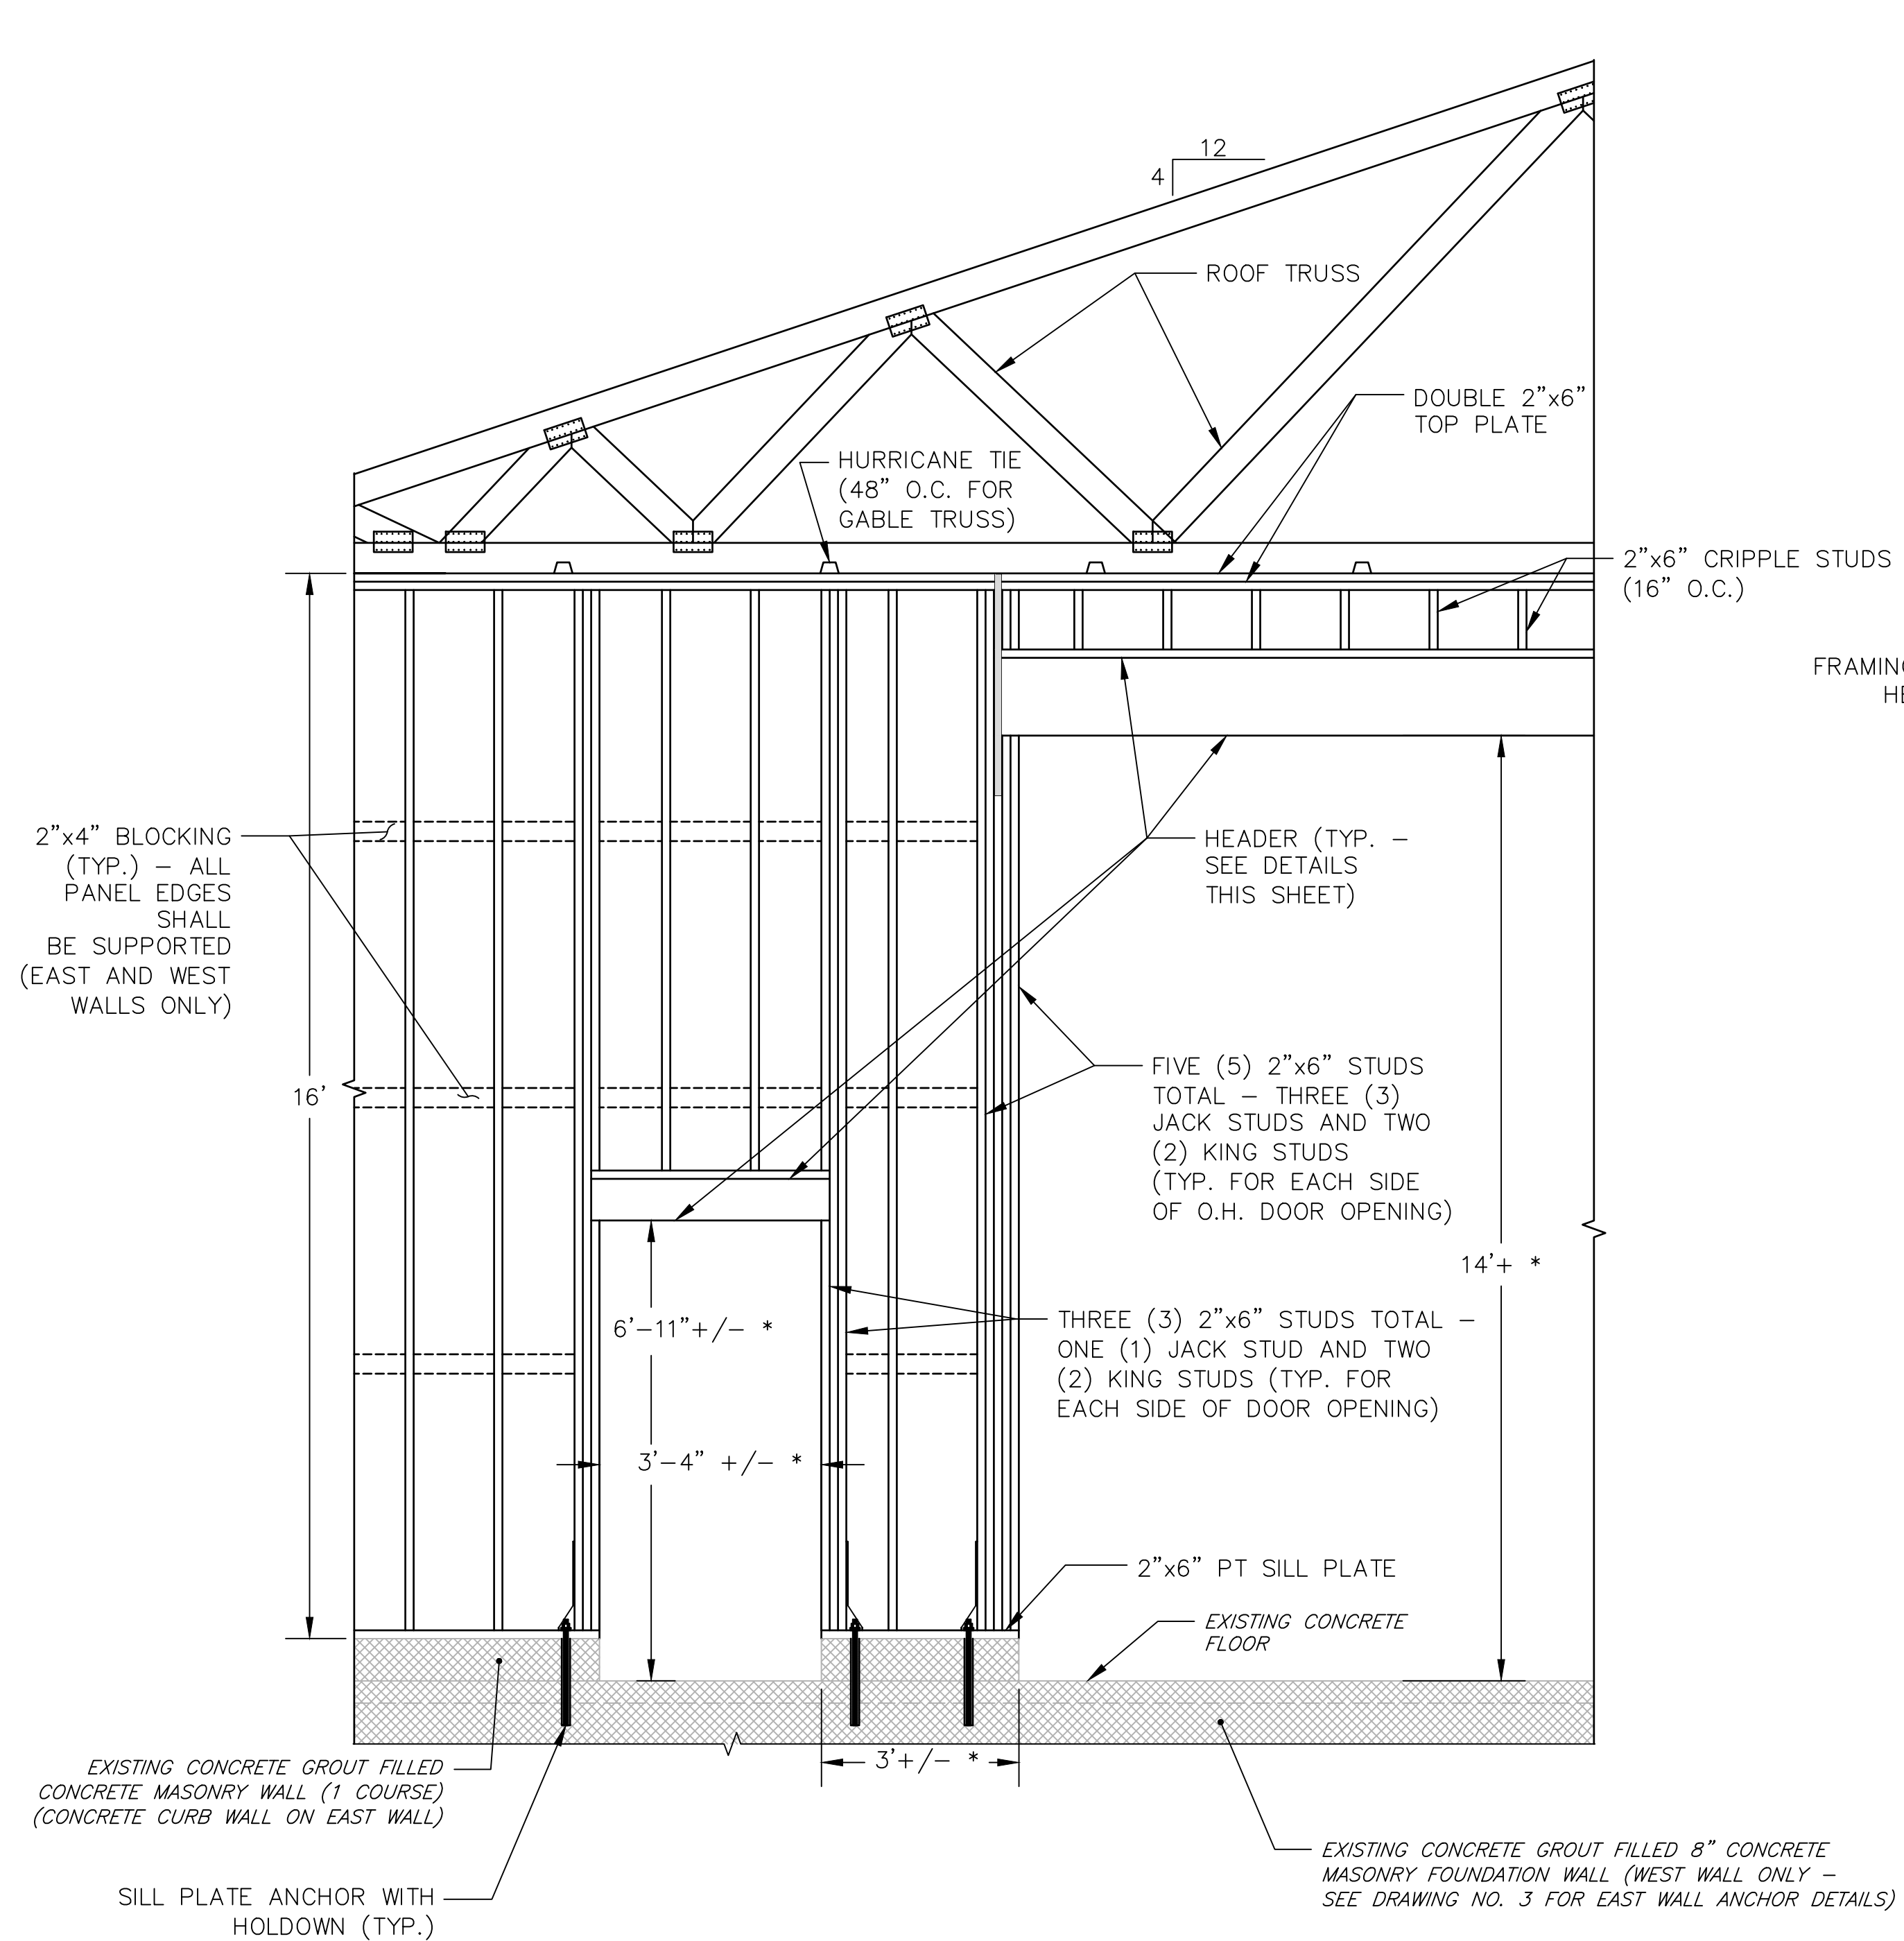 12
4
ROOF TRUSS
DOUBLE 2"x6"
TOP PLATE
HURRICANE TIE
(48" O.C. FOR
GABLE TRUSS)
2"x6" CRIPPLE STUDS
(16" O.C.)
FRAMING
HE
2"x4" BLOCKING
(TYP.) – ALL
PANEL EDGES
SHALL
BE SUPPORTED
(EAST AND WEST
WALLS ONLY)
HEADER (TYP. –
SEE DETAILS
THIS SHEET)
16'
FIVE (5) 2"x6" STUDS
TOTAL – THREE (3)
JACK STUDS AND TWO
(2) KING STUDS
(TYP. FOR EACH SIDE
OF O.H. DOOR OPENING)
14'+ *
6'–11"+/– *
THREE (3) 2"x6" STUDS TOTAL –
ONE (1) JACK STUD AND TWO
(2) KING STUDS (TYP. FOR
EACH SIDE OF DOOR OPENING)
3'–4" +/– *
2"x6" PT SILL PLATE
EXISTING CONCRETE
FLOOR
3'+/– *
EXISTING CONCRETE GROUT FILLED
CONCRETE MASONRY WALL (1 COURSE)
(CONCRETE CURB WALL ON EAST WALL)
EXISTING CONCRETE GROUT FILLED 8" CONCRETE
MASONRY FOUNDATION WALL (WEST WALL ONLY –
SEE DRAWING NO. 3 FOR EAST WALL ANCHOR DETAILS)
SILL PLATE ANCHOR WITH
HOLDOWN (TYP.)